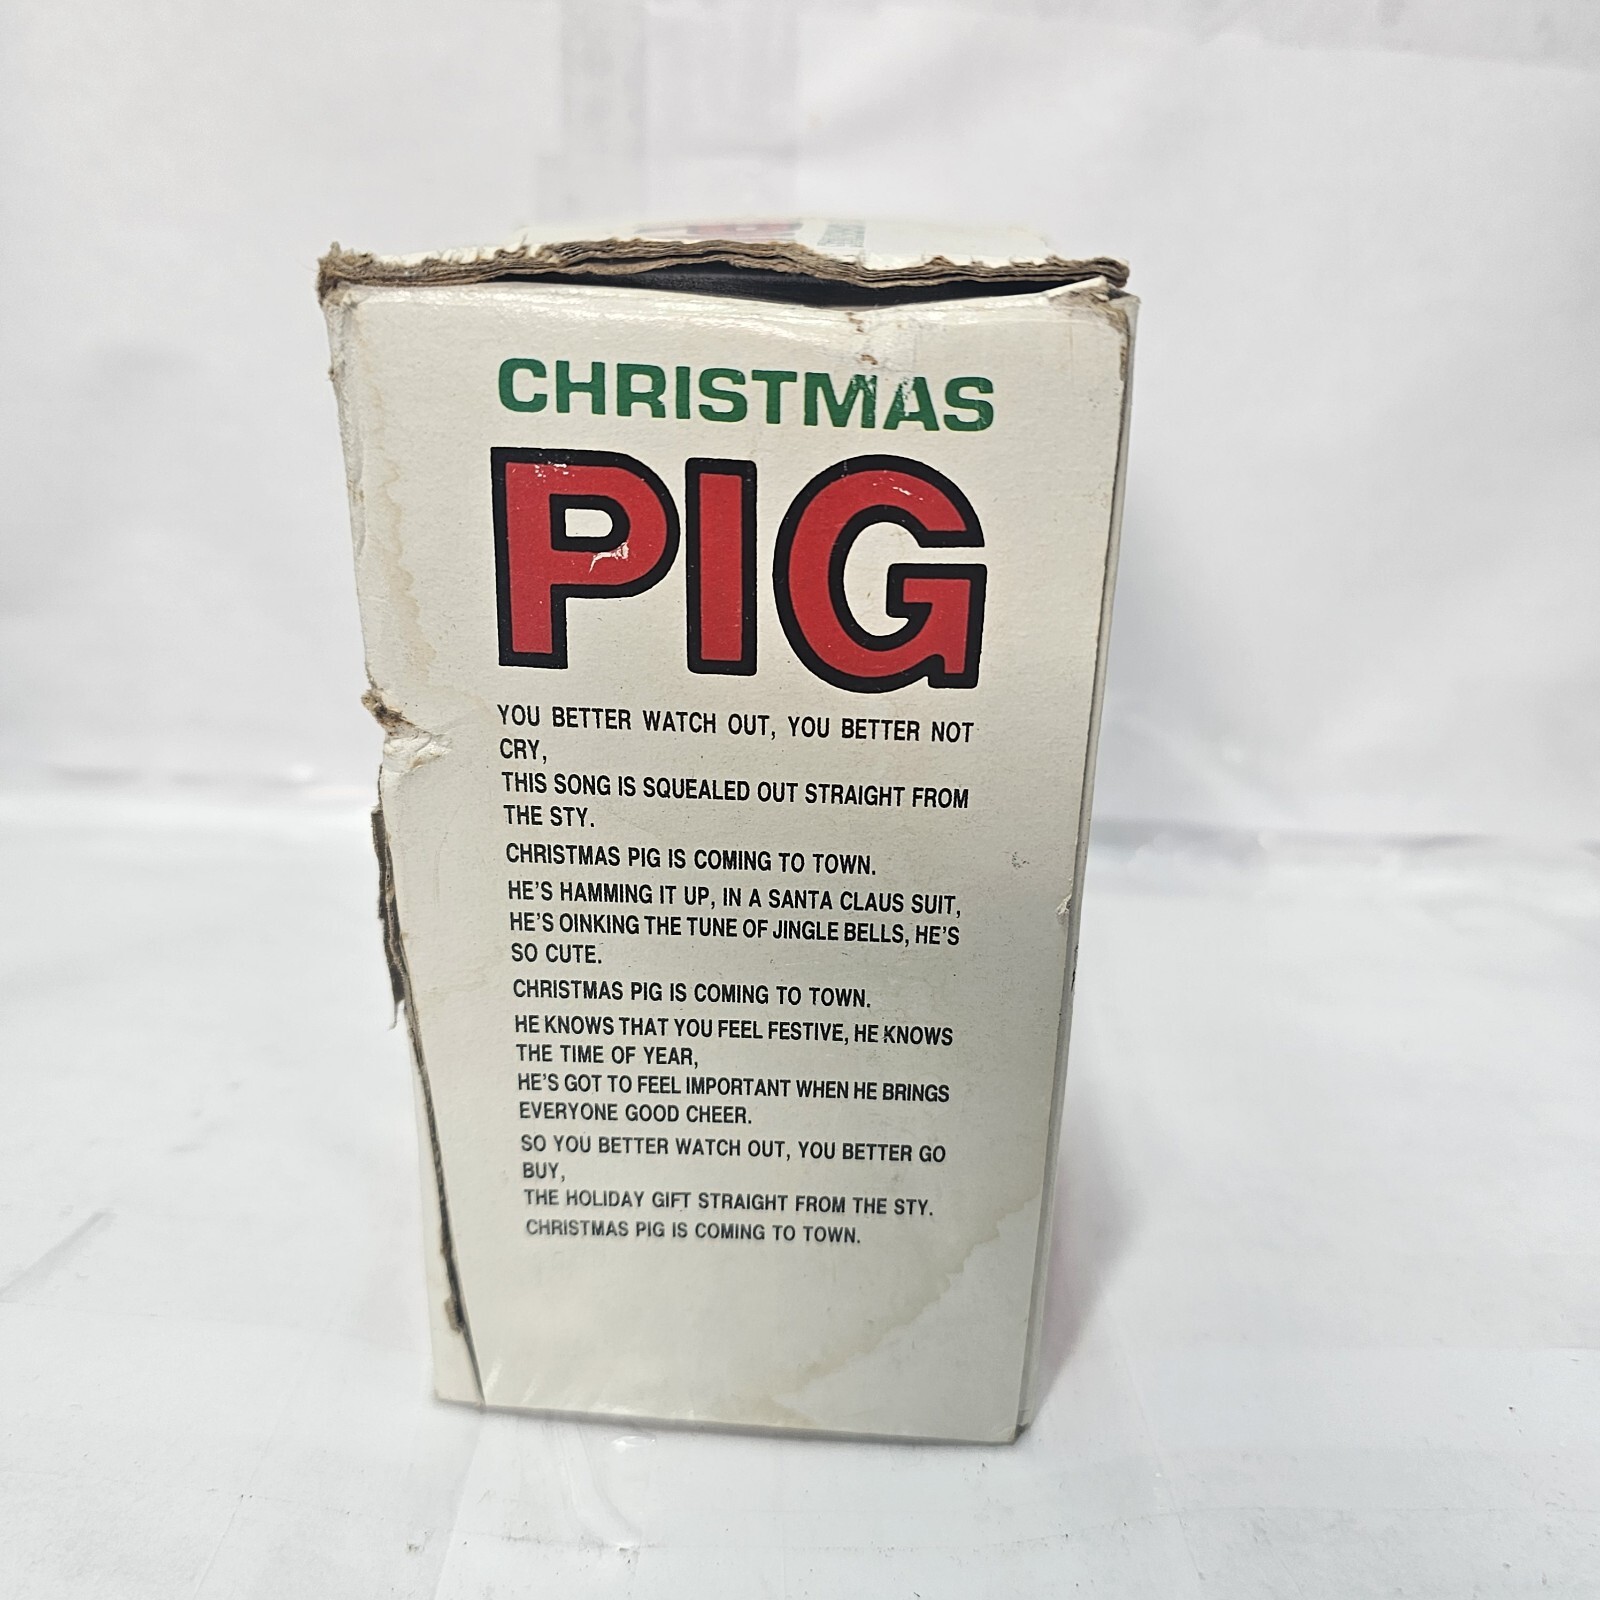 CHRISTMAS
PIG
YOU BETTER WATCH OUT, YOU BETTER NOT
CRY,
THIS SONG IS SQUEALED OUT STRAIGHT FROM
THE STY.
CHRISTMAS PIG IS COMING TO TOWN.
HE'S HAMMING IT UP, IN A SANTA CLAUS SUIT,
HE'S OINKING THE TUNE OF JINGLE BELLS, HE'S
SO CUTE.
CHRISTMAS PIG IS COMING TO TOWN.
HE KNOWS THAT YOU FEEL FESTIVE, HE KNOWS
THE TIME OF YEAR,
HE'S GOT TO FEEL IMPORTANT WHEN HE BRINGS
EVERYONE GOOD CHEER.
SO YOU BETTER WATCH OUT, YOU BETTER GO
BUY,
THE HOLIDAY GIFT STRAIGHT FROM THE STY.
CHRISTMAS PIG IS COMING TO TOWN.